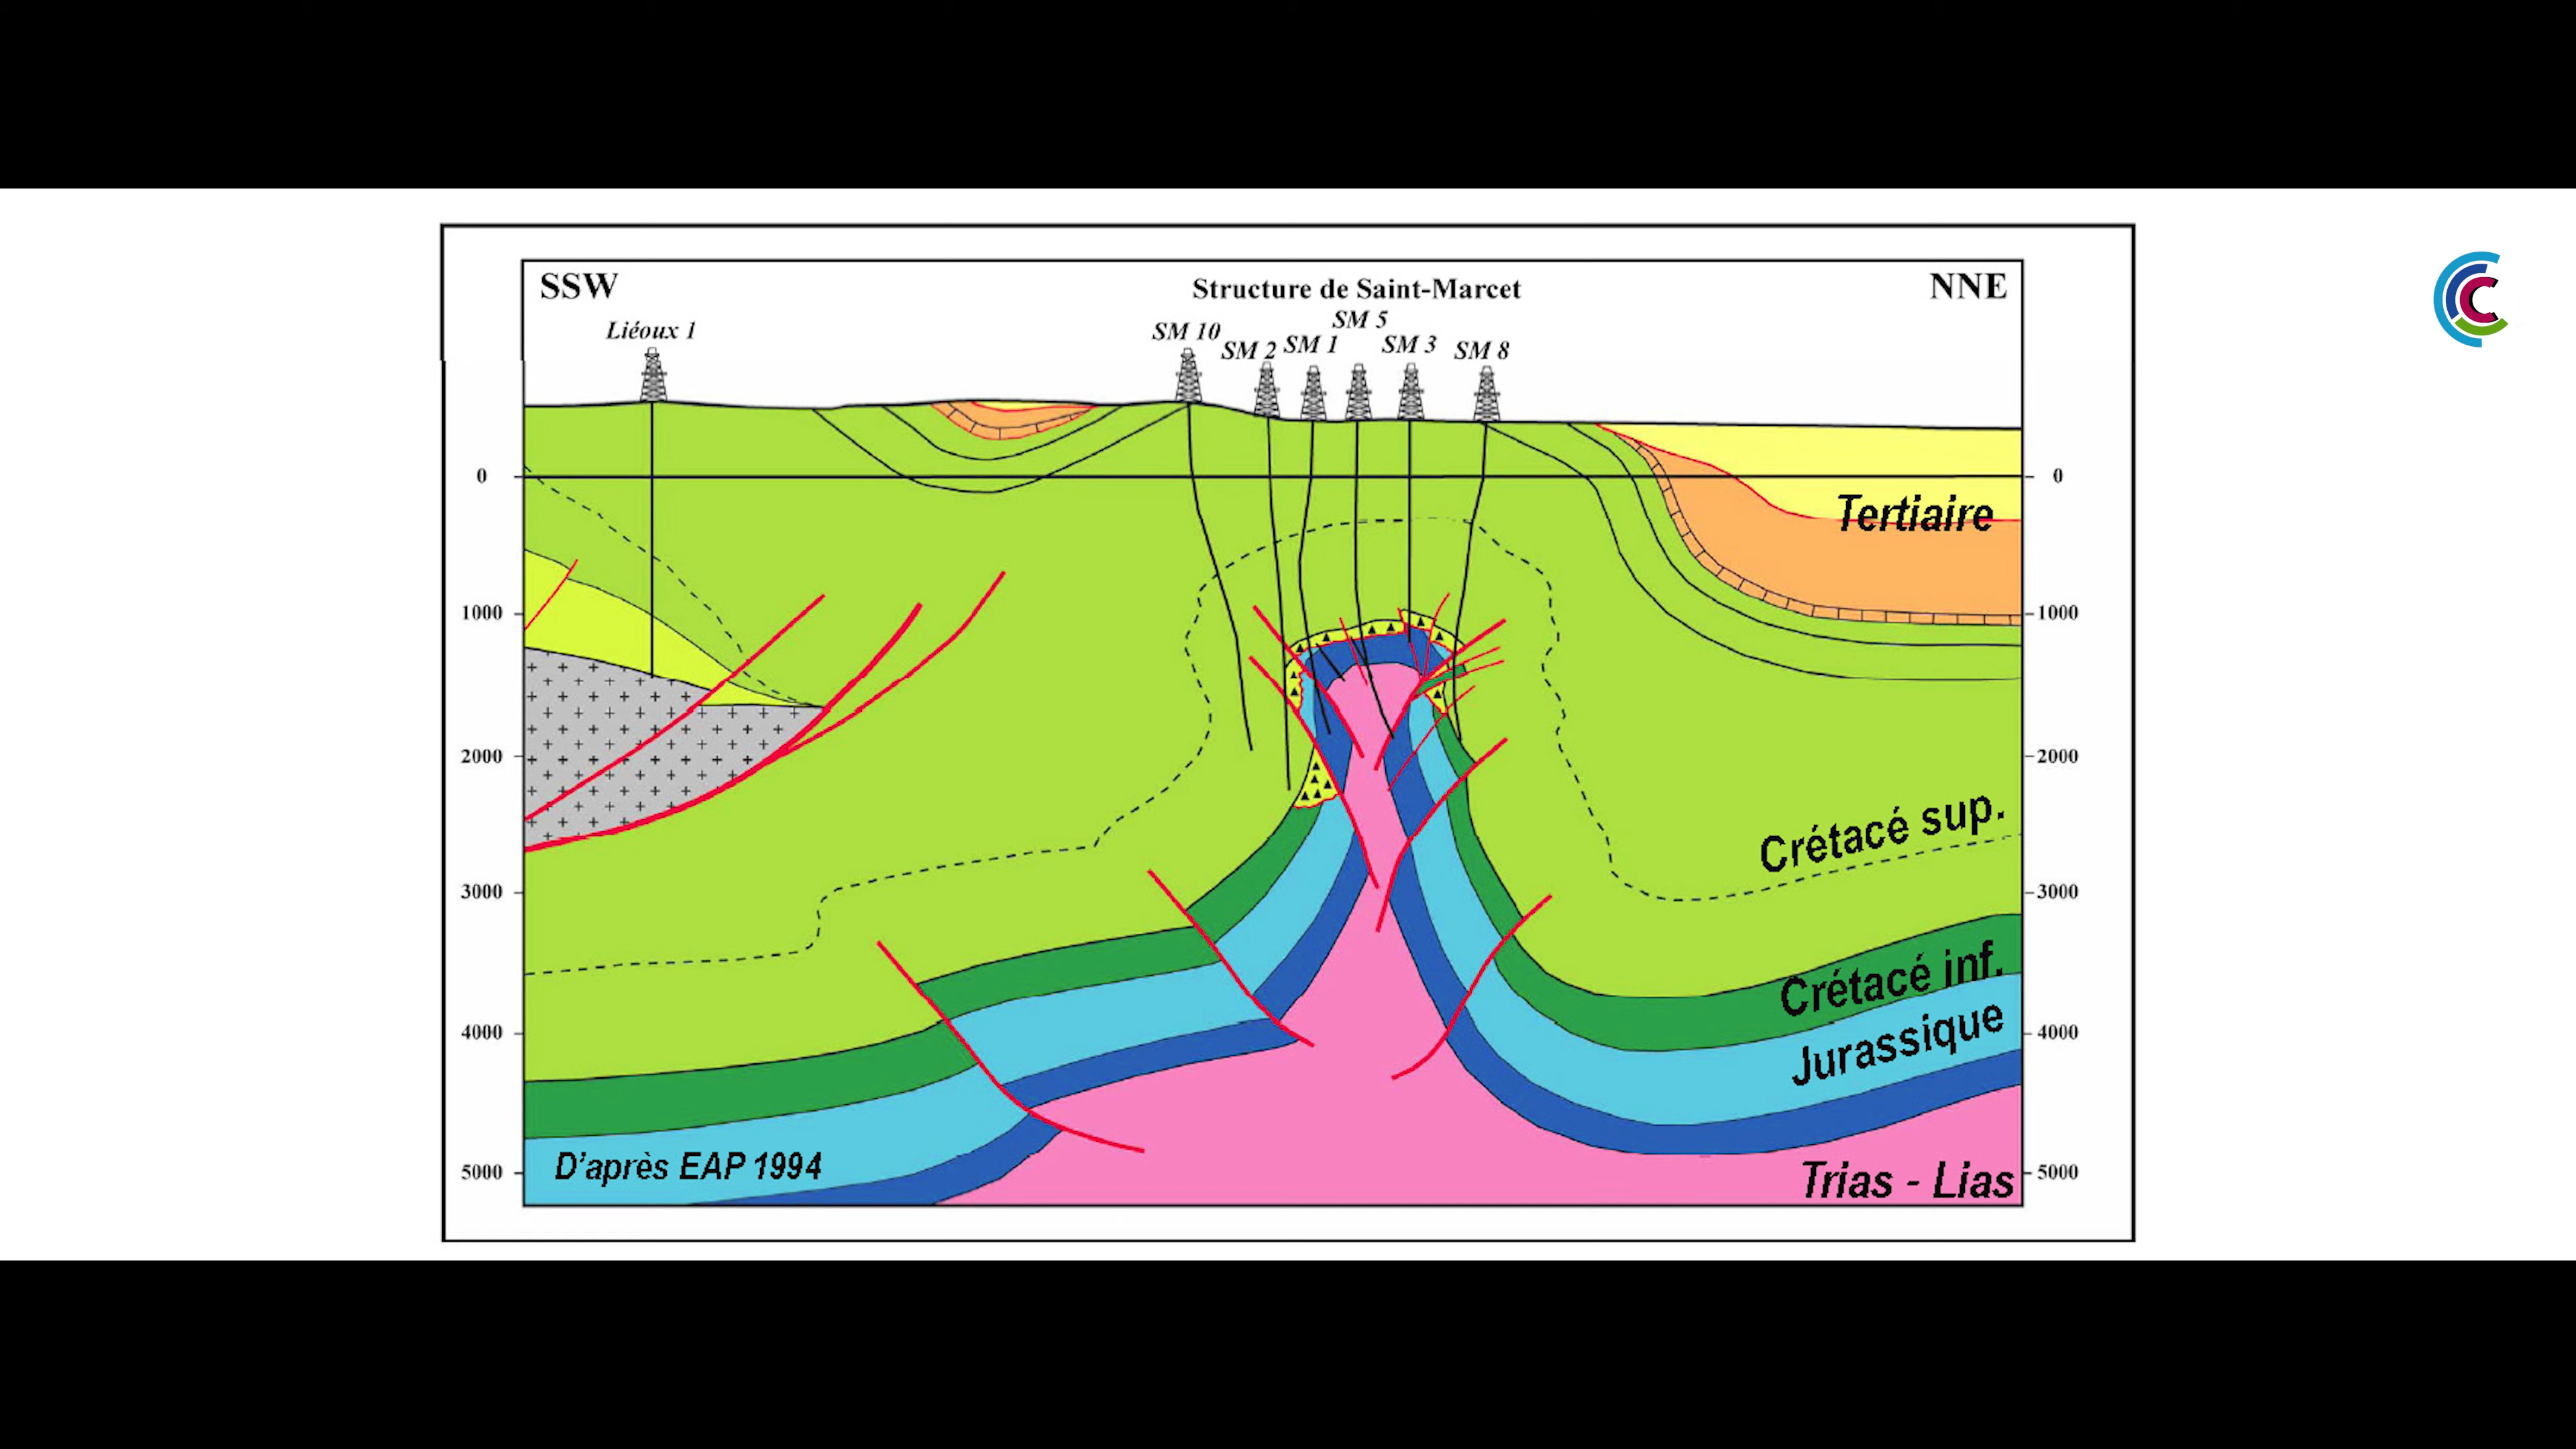 SSW
Structure de Saint-Marcet
NNE
Liéoux 1
SM 10
SM 2
SM 1
SM 5
SM 3
SM 8
0
0
Tertiaire
1000
1000
2000
2000
Crétacé sup.
3000
3000
Crétacé inf.
4000
4000
Jurassique
D'après EAP 1994
5000
5000
Trias - Lias